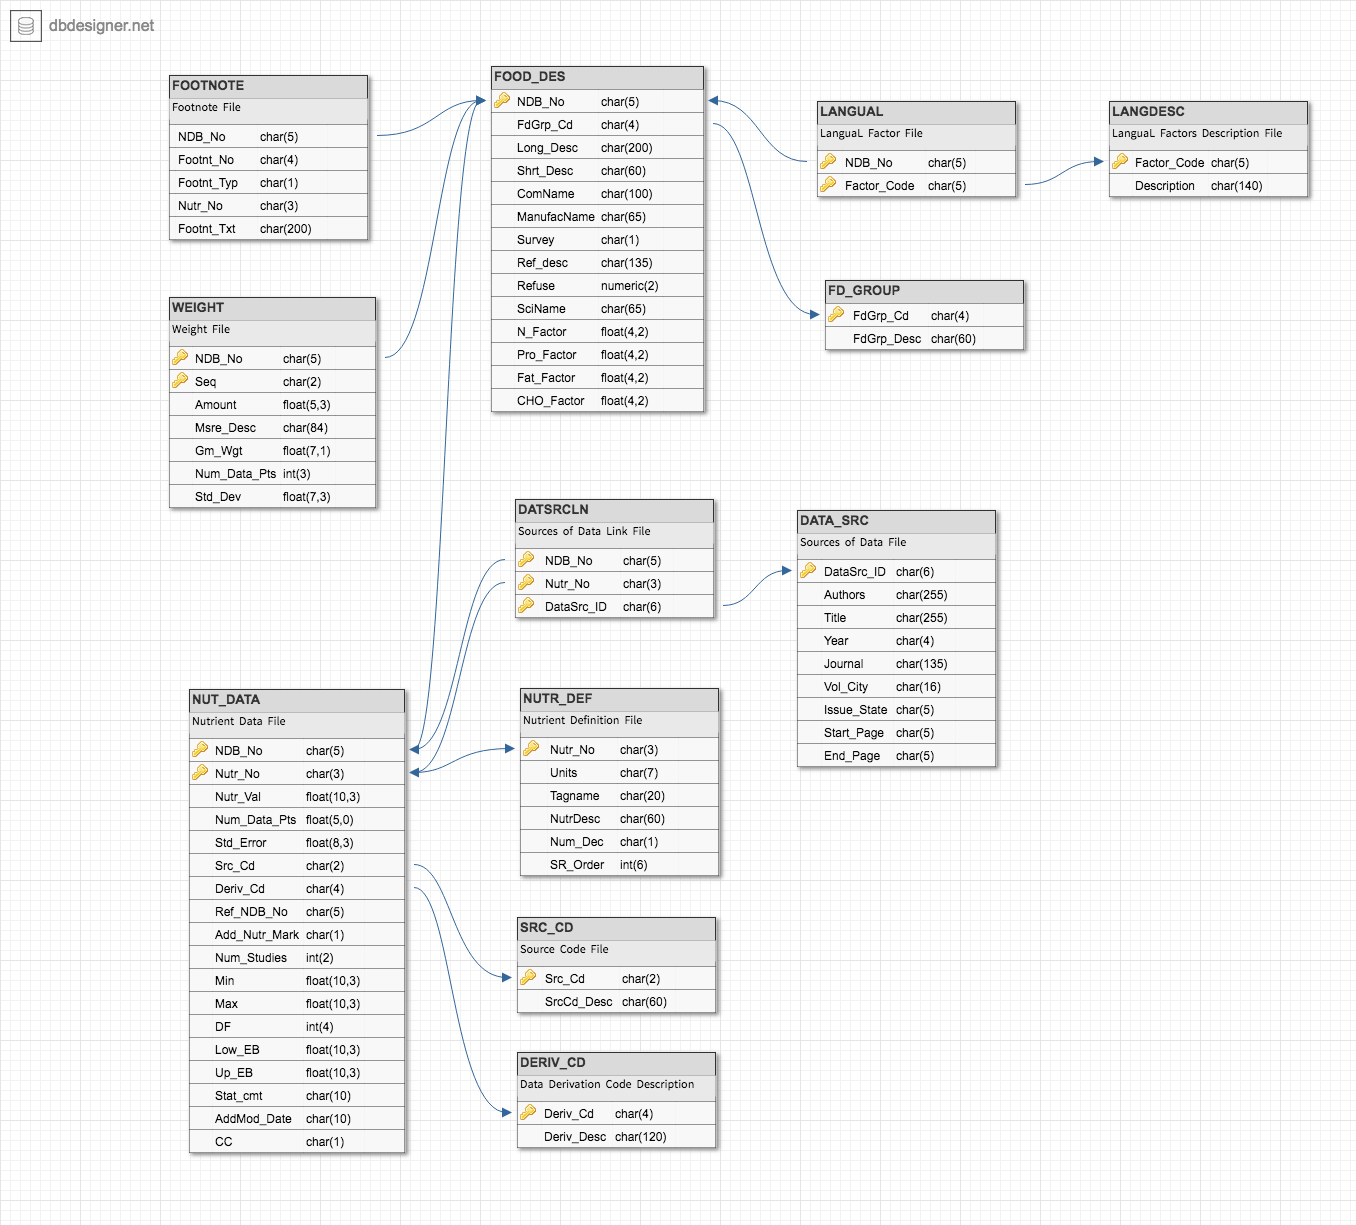 dbdesigner.net
FOOTNOTE
Footnote File
NDB_No char(5)
Footnt_No char(4)
Footnt_Typ char(1)
Nutr_No char(3)
Footnt_Txt char(200)
WEIGHT
Weight File
NDB_No char(5)
Seq char(2)
Amount float(5,3)
Msre_Desc char(84)
Gm_Wgt float(7,1)
Num_Data_Pts int(3)
Std_Dev float(7,3)
FOOD_DES
NDB_No char(5)
FdGrp_Cd char(4)
Long_Desc char(200)
Shrt_Desc char(60)
ComName char(100)
ManufacName char(65)
Survey char(1)
Ref_desc char(135)
Refuse numeric(2)
SciName char(65)
N_Factor float(4,2)
Pro_Factor float(4,2)
Fat_Factor float(4,2)
CHO_Factor float(4,2)
LANGUAL
LanguaL Factor File
NDB_No char(5)
Factor_Code char(5)
LANGDESC
LanguaL Factors Description File
Factor_Code char(5)
Description char(140)
FD_GROUP
FdGrp_Cd char(4)
FdGrp_Desc char(60)
DATSRCLN
Sources of Data Link File
NDB_No char(5)
Nutr_No char(3)
DataSrc_ID char(6)
DATA_SRC
Sources of Data File
DataSrc_ID char(6)
Authors char(255)
Title char(255)
Year char(4)
Journal char(135)
Vol_City char(16)
Issue_State char(5)
Start_Page char(5)
End_Page char(5)
NUT_DATA
Nutrient Data File
NDB_No char(5)
Nutr_No char(3)
Nutr_Val float(10,3)
Num_Data_Pts float(5,0)
Std_Error float(8,3)
Src_Cd char(2)
Deriv_Cd char(4)
Ref_NDB_No char(5)
Add_Nutr_Mark char(1)
Num_Studies int(2)
Min float(10,3)
Max float(10,3)
DF int(4)
Low_EB float(10,3)
Up_EB float(10,3)
Stat_cmt char(10)
AddMod_Date char(10)
CC char(1)
NUTR_DEF
Nutrient Definition File
Nutr_No char(3)
Units char(7)
Tagname char(20)
NutrDesc char(60)
Num_Dec char(1)
SR_Order int(6)
SRC_CD
Source Code File
Src_Cd char(2)
SrcCd_Desc char(60)
DERIV_CD
Data Derivation Code Description
Deriv_Cd char(4)
Deriv_Desc char(120)